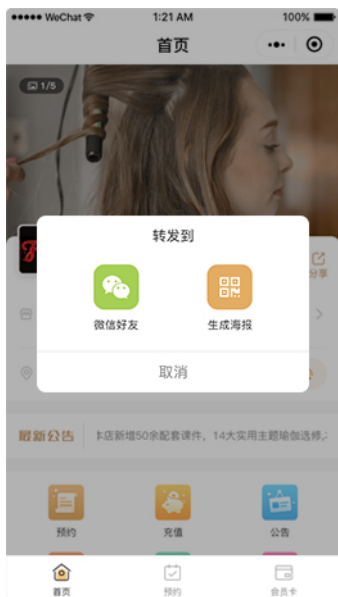 WeChat 1:21 AM 100%
首页
1/5
转发到
分享
微信好友 生成海报
取消
最新公告 本店新增50余配套课件，14大实用主题瑜伽选修,
预约 充值 公告
首页 预约 会员卡